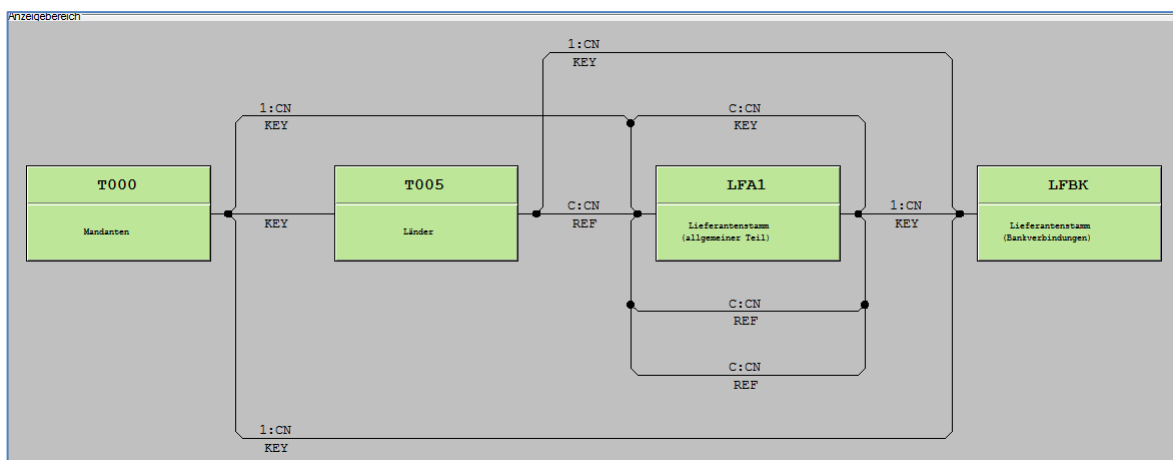 Anzeigebereich
1:CN
KEY
1:CN
KEY
C:CN
KEY
T000
Mandanten
KEY
T005
Länder
C:CN
REF
LFA1
Lieferantenstamm
(allgemeiner Teil)
1:CN
KEY
LFBK
Lieferantenstamm
(Bankverbindungen)
C:CN
REF
C:CN
REF
1:CN
KEY